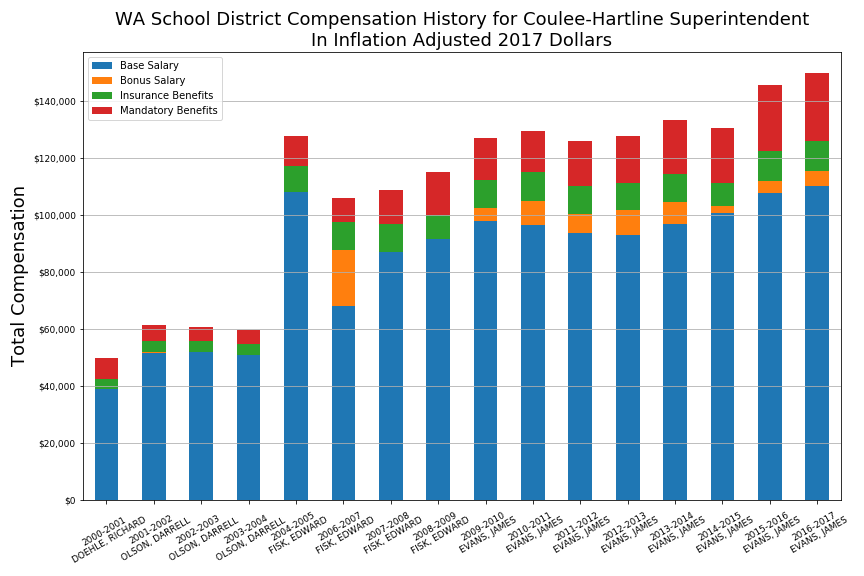 WA School District Compensation History for Coulee-Hartline Superintendent
In Inflation Adjusted 2017 Dollars
Base Salary
Bonus Salary
Insurance Benefits
Mandatory Benefits
Total Compensation
$140,000
$120,000
$100,000
$80,000
$60,000
$40,000
$20,000
$0
2000-2001
DOEHLE, RICHARD
2001-2002
OLSON, DARRELL
2002-2003
OLSON, DARRELL
2003-2004
OLSON, DARRELL
2004-2005
FISK, EDWARD
2006-2007
FISK, EDWARD
2007-2008
FISK, EDWARD
2008-2009
FISK, EDWARD
2009-2010
EVANS, JAMES
2010-2011
EVANS, JAMES
2011-2012
EVANS, JAMES
2012-2013
EVANS, JAMES
2013-2014
EVANS, JAMES
2014-2015
EVANS, JAMES
2015-2016
EVANS, JAMES
2016-2017
EVANS, JAMES